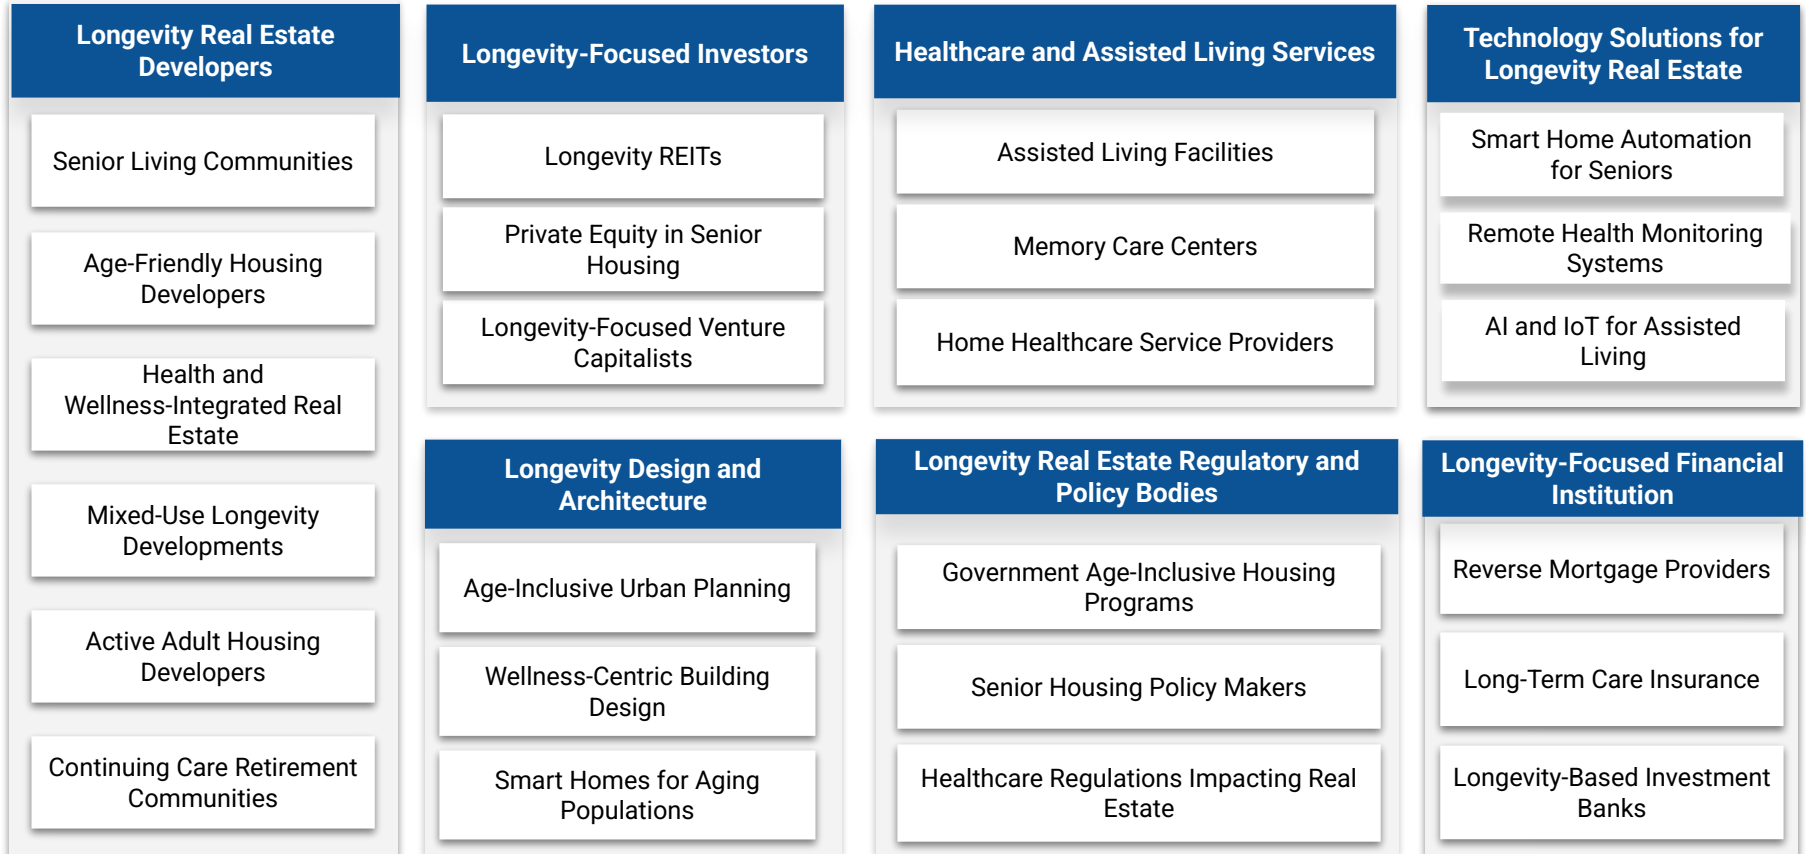 Longevity Real Estate
Developers
Senior Living Communities
Age-Friendly Housing
Developers
Health and
Wellness-Integrated Real
Estate
Mixed-Use Longevity
Developments
Active Adult Housing
Developers
Continuing Care Retirement
Communities
Longevity-Focused Investors
Longevity REITs
Private Equity in Senior
Housing
Longevity-Focused Venture
Capitalists
Healthcare and Assisted Living Services
Assisted Living Facilities
Memory Care Centers
Home Healthcare Service Providers
Technology Solutions for
Longevity Real Estate
Smart Home Automation
for Seniors
Remote Health Monitoring
Systems
AI and IoT for Assisted
Living
Longevity Design and
Architecture
Age-Inclusive Urban Planning
Wellness-Centric Building
Design
Smart Homes for Aging
Populations
Longevity Real Estate Regulatory and
Policy Bodies
Government Age-Inclusive Housing
Programs
Senior Housing Policy Makers
Healthcare Regulations Impacting Real
Estate
Longevity-Focused Financial
Institution
Reverse Mortgage Providers
Long-Term Care Insurance
Longevity-Based Investment
Banks